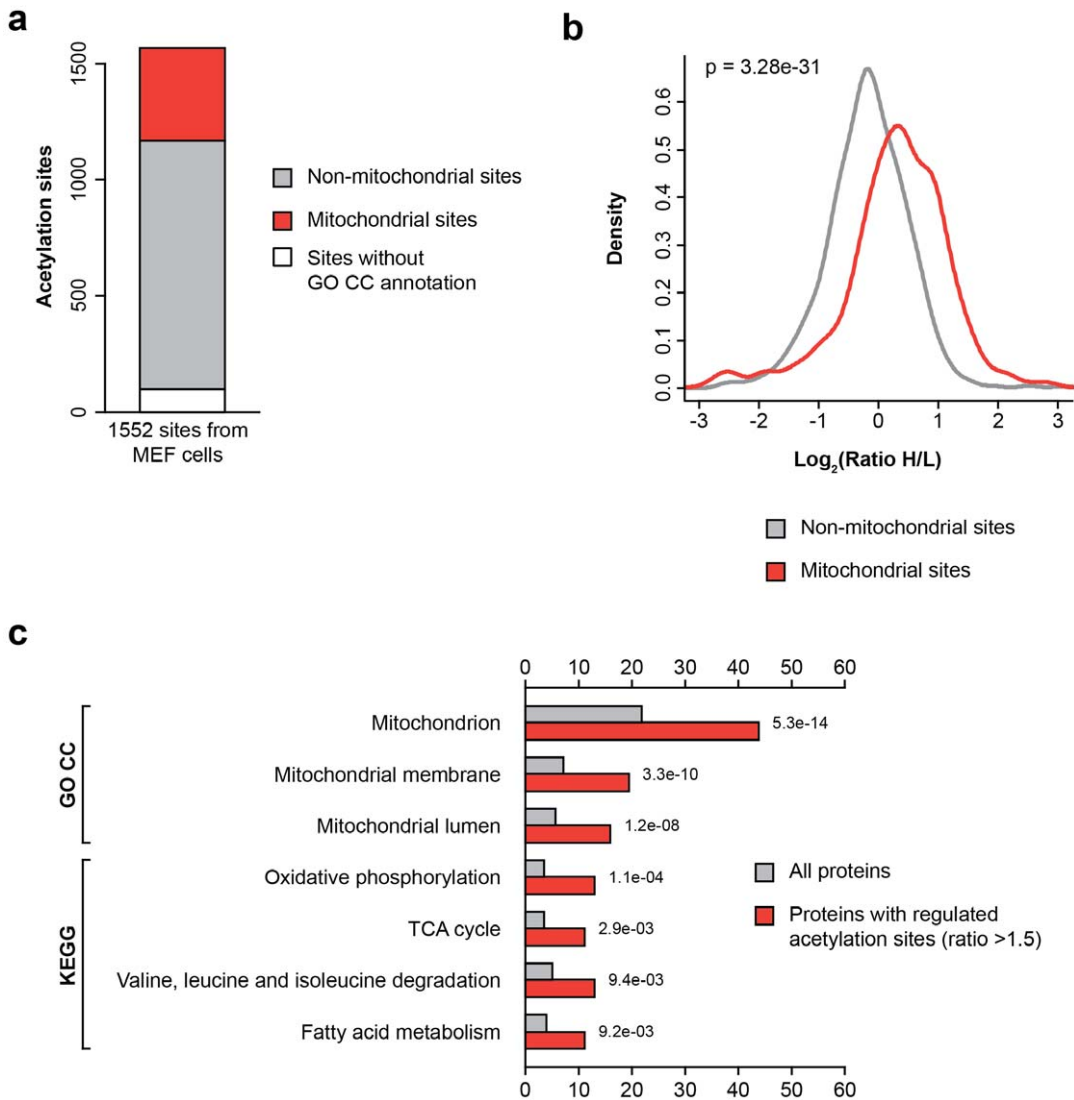 a
1500
1000
500
0
Acetylation sites
1552 sites from
MEF cells
Non-mitochondrial sites
Mitochondrial sites
Sites without
GO CC annotation
b
p = 3.28e-31
0.6
0.5
0.4
0.3
0.2
0.1
0.0
Density
-3 -2 -1 0 1 2 3
Log₂(Ratio H/L)
Non-mitochondrial sites
Mitochondrial sites
c
0 10 20 30 40 50 60
GO CC
Mitochondrion 5.3e-14
Mitochondrial membrane 3.3e-10
Mitochondrial lumen 1.2e-08
KEGG
Oxidative phosphorylation 1.1e-04
TCA cycle 2.9e-03
Valine, leucine and isoleucine degradation 9.4e-03
Fatty acid metabolism 9.2e-03
All proteins
Proteins with regulated
acetylation sites (ratio >1.5)
0 10 20 30 40 50 60